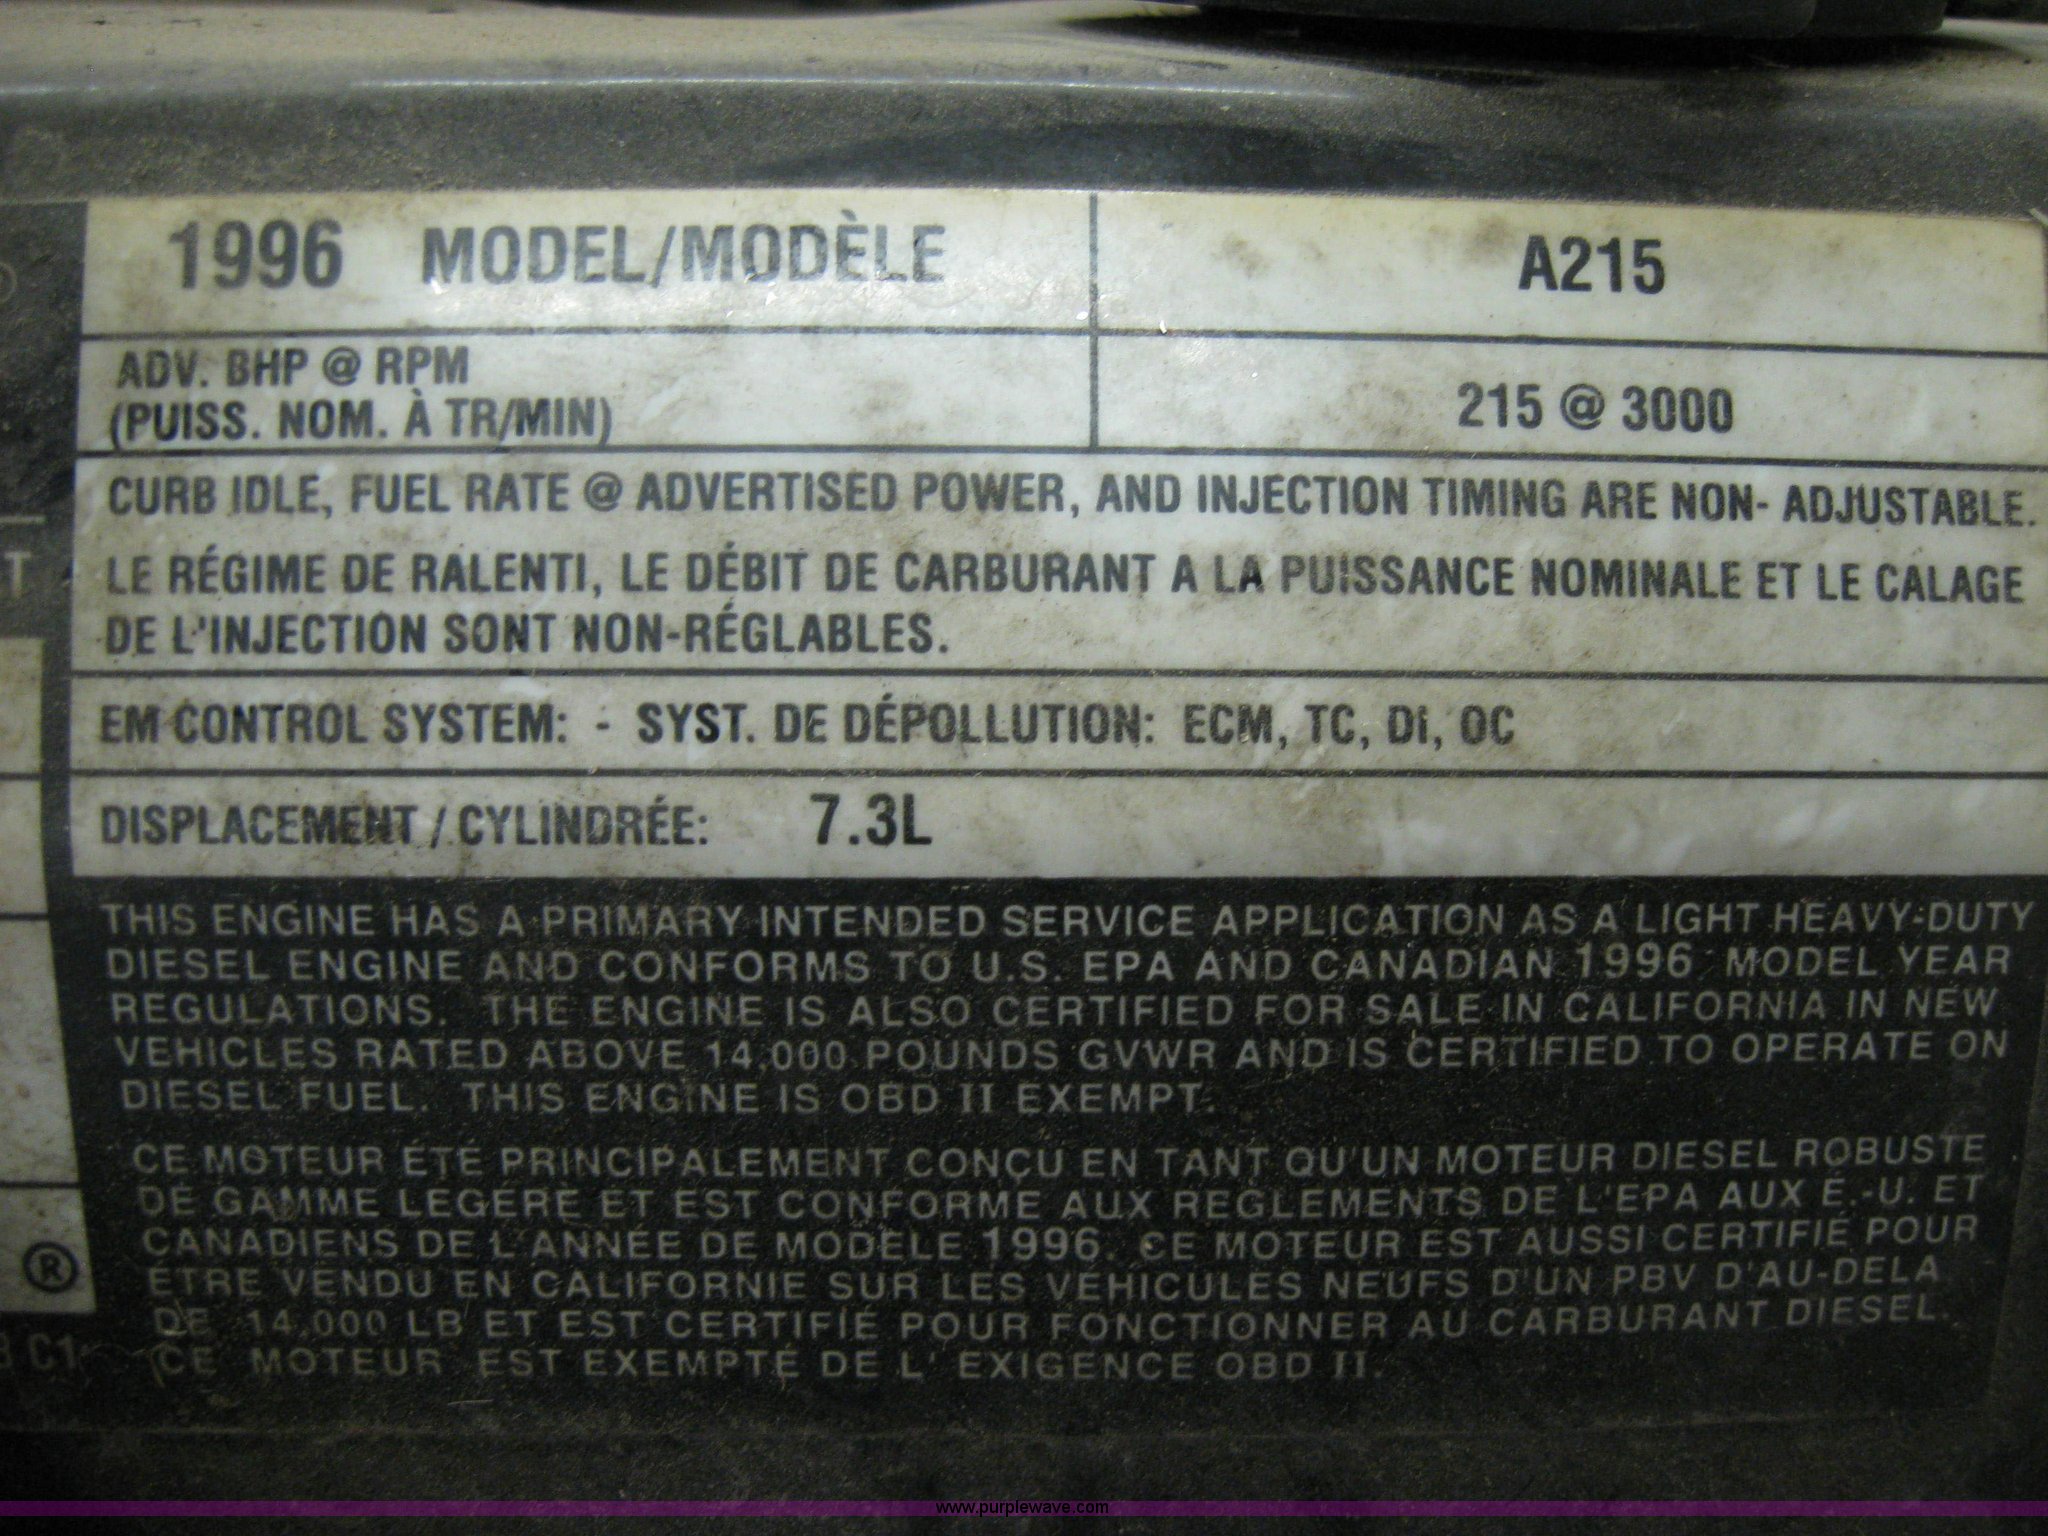 1996 MODEL/MODÈLE A215
ADV. BHP @ RPM
(PUISS. NOM. À TR/MIN) 215 @ 3000
CURB IDLE, FUEL RATE @ ADVERTISED POWER, AND INJECTION TIMING ARE NON- ADJUSTABLE.
LE RÉGIME DE RALENTI, LE DÉBIT DE CARBURANT A LA PUISSANCE NOMINALE ET LE CALAGE
DE L'INJECTION SONT NON-RÉGLABLES.
EM CONTROL SYSTEM: - SYST. DE DÉPOLLUTION: ECM, TC, DI, OC
DISPLACEMENT / CYLINDRÉE: 7.3L
THIS ENGINE HAS A PRIMARY INTENDED SERVICE APPLICATION AS A LIGHT HEAVY-DUTY
DIESEL ENGINE AND CONFORMS TO U.S. EPA AND CANADIAN 1996 MODEL YEAR
REGULATIONS. THE ENGINE IS ALSO CERTIFIED FOR SALE IN CALIFORNIA IN NEW
VEHICLES RATED ABOVE 14,000 POUNDS GVWR AND IS CERTIFIED TO OPERATE ON
DIESEL FUEL. THIS ENGINE IS OBD II EXEMPT.
CE MOTEUR ÉTÉ PRINCIPALEMENT CONÇU EN TANT QU'UN MOTEUR DIESEL ROBUSTE
DE GAMME LÉGÈRE ET EST CONFORME AUX RÈGLEMENTS DE L'EPA AUX É.-U. ET
CANADIENS DE L'ANNÉE DE MODÈLE 1996. CE MOTEUR EST AUSSI CERTIFIÉ POUR
ÊTRE VENDU EN CALIFORNIE SUR LES VÉHICULES NEUFS D'UN PBV D'AU-DELA
DE 14,000 LB ET EST CERTIFIÉ POUR FONCTIONNER AU CARBURANT DIESEL.
CE MOTEUR EST EXEMPTÉ DE L' EXIGENCE OBD II.
T
®
C1
www.purplewave.com